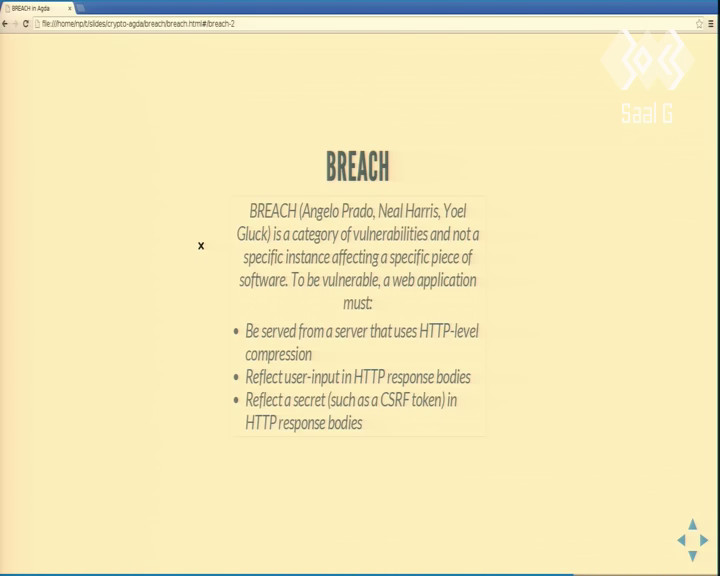 BREACH in Agda
file:///home/np/t/slides/crypto-agda/breach/breach.html#/breach-2
Saal G
BREACH
BREACH (Angelo Prado, Neal Harris, Yoel
Gluck) is a category of vulnerabilities and not a
specific instance affecting a specific piece of
software. To be vulnerable, a web application
must:
• Be served from a server that uses HTTP-level
compression
• Reflect user-input in HTTP response bodies
• Reflect a secret (such as a CSRF token) in
HTTP response bodies